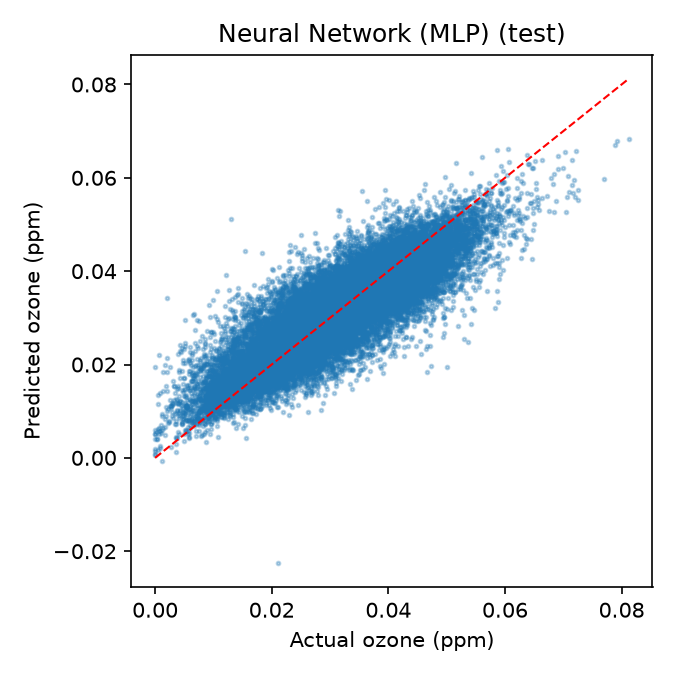 Neural Network (MLP) (test)
Predicted ozone (ppm)
0.08
0.06
0.04
0.02
0.00
−0.02
0.00 0.02 0.04 0.06 0.08
Actual ozone (ppm)